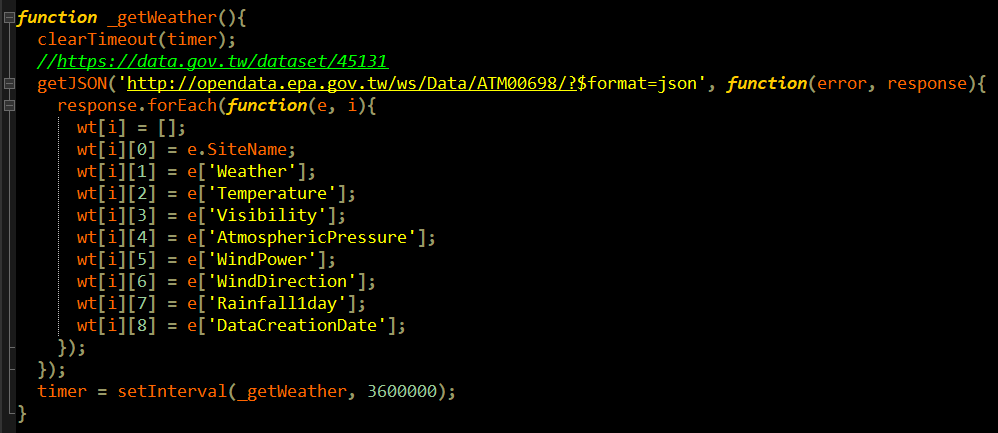 function _getWeather(){
  clearTimeout(timer);
  //https://data.gov.tw/dataset/45131
  getJSON('http://opendata.epa.gov.tw/ws/Data/ATM00698/?$format=json', function(error, response){
    response.forEach(function(e, i){
      wt[i] = [];
      wt[i][0] = e.SiteName;
      wt[i][1] = e['Weather'];
      wt[i][2] = e['Temperature'];
      wt[i][3] = e['Visibility'];
      wt[i][4] = e['AtmosphericPressure'];
      wt[i][5] = e['WindPower'];
      wt[i][6] = e['WindDirection'];
      wt[i][7] = e['Rainfall1day'];
      wt[i][8] = e['DataCreationDate'];
    });
  });
  timer = setInterval(_getWeather, 3600000);
}